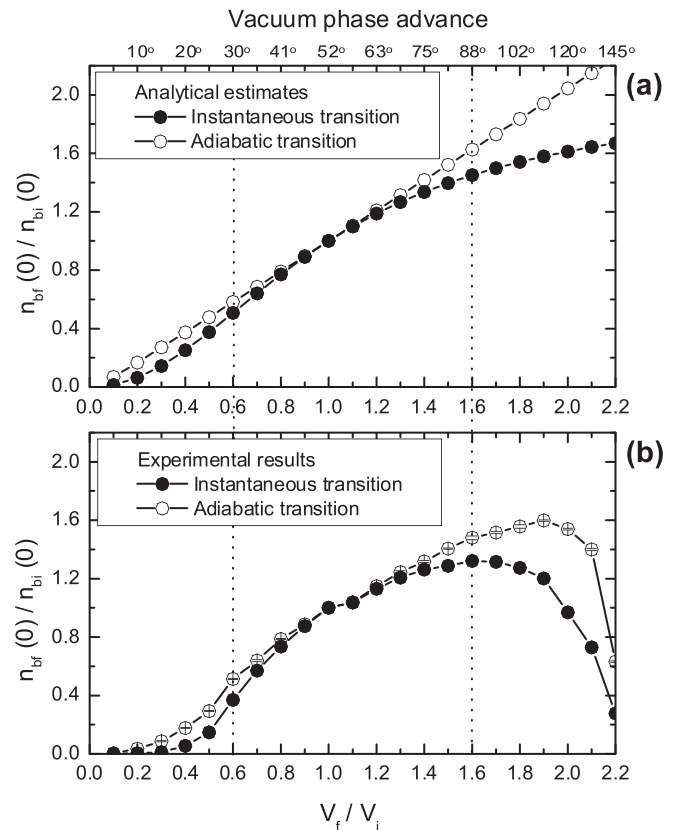 Vacuum phase advance
10° 20° 30° 41° 52° 63° 75° 88° 102° 120° 145°
(a)
Analytical estimates
Instantaneous transition
Adiabatic transition
n_bf (0) / n_bi (0)
2.0
1.6
1.2
0.8
0.4
0.0
0.0 0.2 0.4 0.6 0.8 1.0 1.2 1.4 1.6 1.8 2.0 2.2
(b)
Experimental results
Instantaneous transition
Adiabatic transition
n_bf (0) / n_bi (0)
2.0
1.6
1.2
0.8
0.4
0.0
0.0 0.2 0.4 0.6 0.8 1.0 1.2 1.4 1.6 1.8 2.0 2.2
V_f / V_i